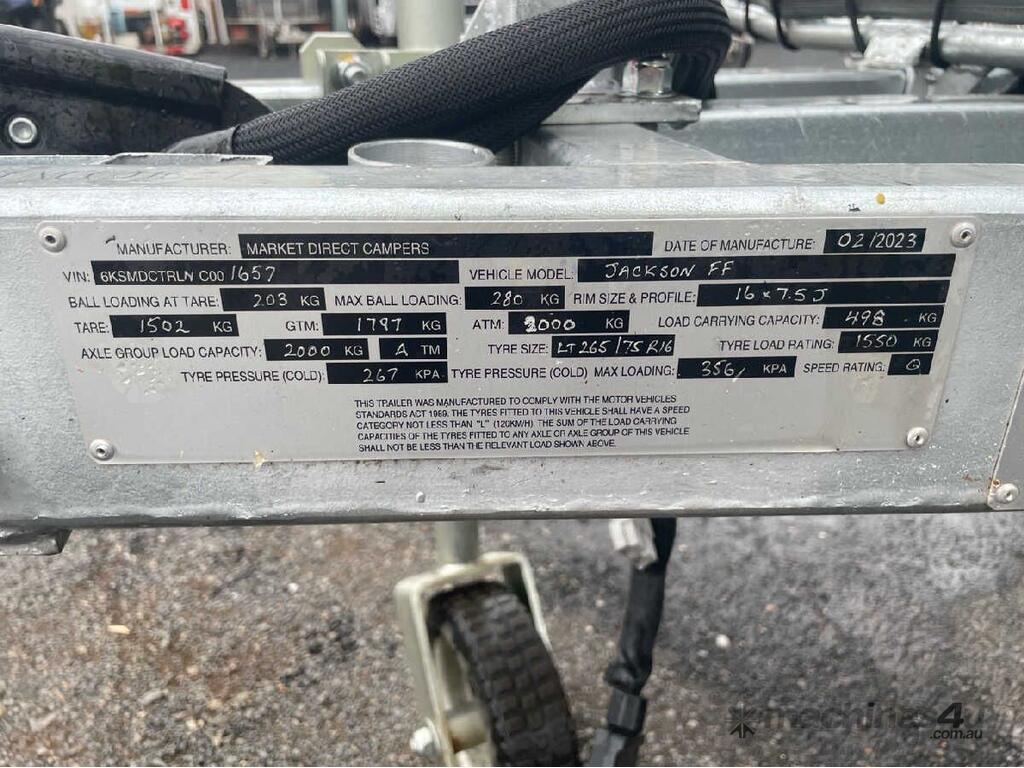 MANUFACTURER: MARKET DIRECT CAMPERS DATE OF MANUFACTURE: 02/2023
VIN: 6KSMDCTRLN C001657 VEHICLE MODEL: JACKSON FF
BALL LOADING AT TARE: 203 KG MAX BALL LOADING: 280 KG RIM SIZE & PROFILE: 16 x 7.5 J
TARE: 1502 KG GTM: 1797 KG ATM: 2000 KG LOAD CARRYING CAPACITY: 498 KG
AXLE GROUP LOAD CAPACITY: 2000 KG A TM TYRE SIZE: LT 265/75 R16 TYRE LOAD RATING: 1550 KG
TYRE PRESSURE (COLD): 267 KPA TYRE PRESSURE (COLD) MAX LOADING: 356 KPA SPEED RATING: Q
THIS TRAILER WAS MANUFACTURED TO COMPLY WITH THE MOTOR VEHICLES
STANDARDS ACT 1989. THE TYRES FITTED TO THIS VEHICLE SHALL HAVE A SPEED
CATEGORY NOT LESS THAN "L" (120KM/H) THE SUM OF THE LOAD CARRYING
CAPACITIES OF THE TYRES FITTED TO ANY AXLE OR AXLE GROUP OF THIS VEHICLE
SHALL NOT BE LESS THAN THE RELEVANT LOAD SHOWN ABOVE.
machines4u
.com.au